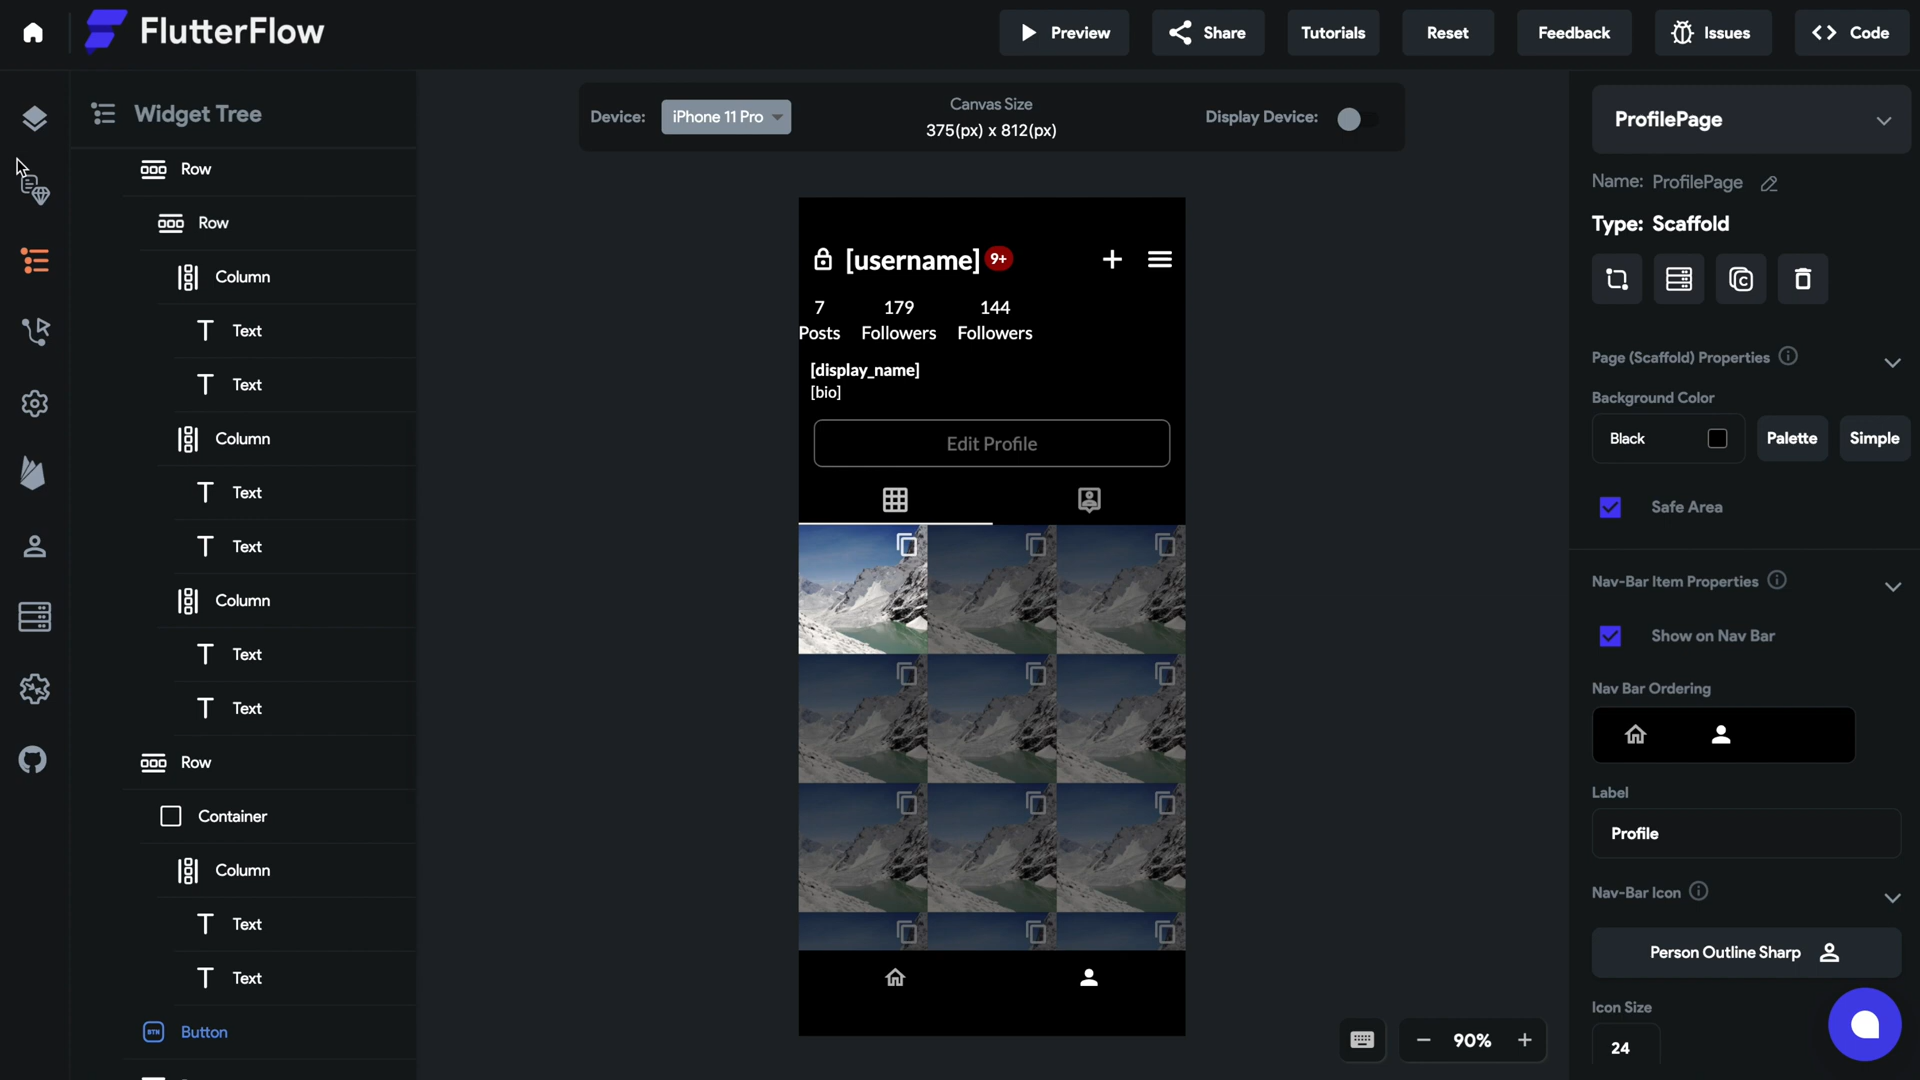 FlutterFlow
Preview
Share
Tutorials
Reset
Feedback
Issues
Code
Widget Tree
Row
Row
Column
Text
Text
Column
Text
Text
Column
Text
Text
Row
Container
Column
Text
Text
BTN Button
Device: iPhone 11 Pro
Canvas Size
375(px) x 812(px)
Display Device:
[username] 9+
7 179 144
Posts Followers Followers
[display_name]
[bio]
Edit Profile
90%
ProfilePage
Name: ProfilePage
Type: Scaffold
Page (Scaffold) Properties
Background Color
Black Palette Simple
Safe Area
Nav-Bar Item Properties
Show on Nav Bar
Nav Bar Ordering
Label
Profile
Nav-Bar Icon
Person Outline Sharp
Icon Size
24